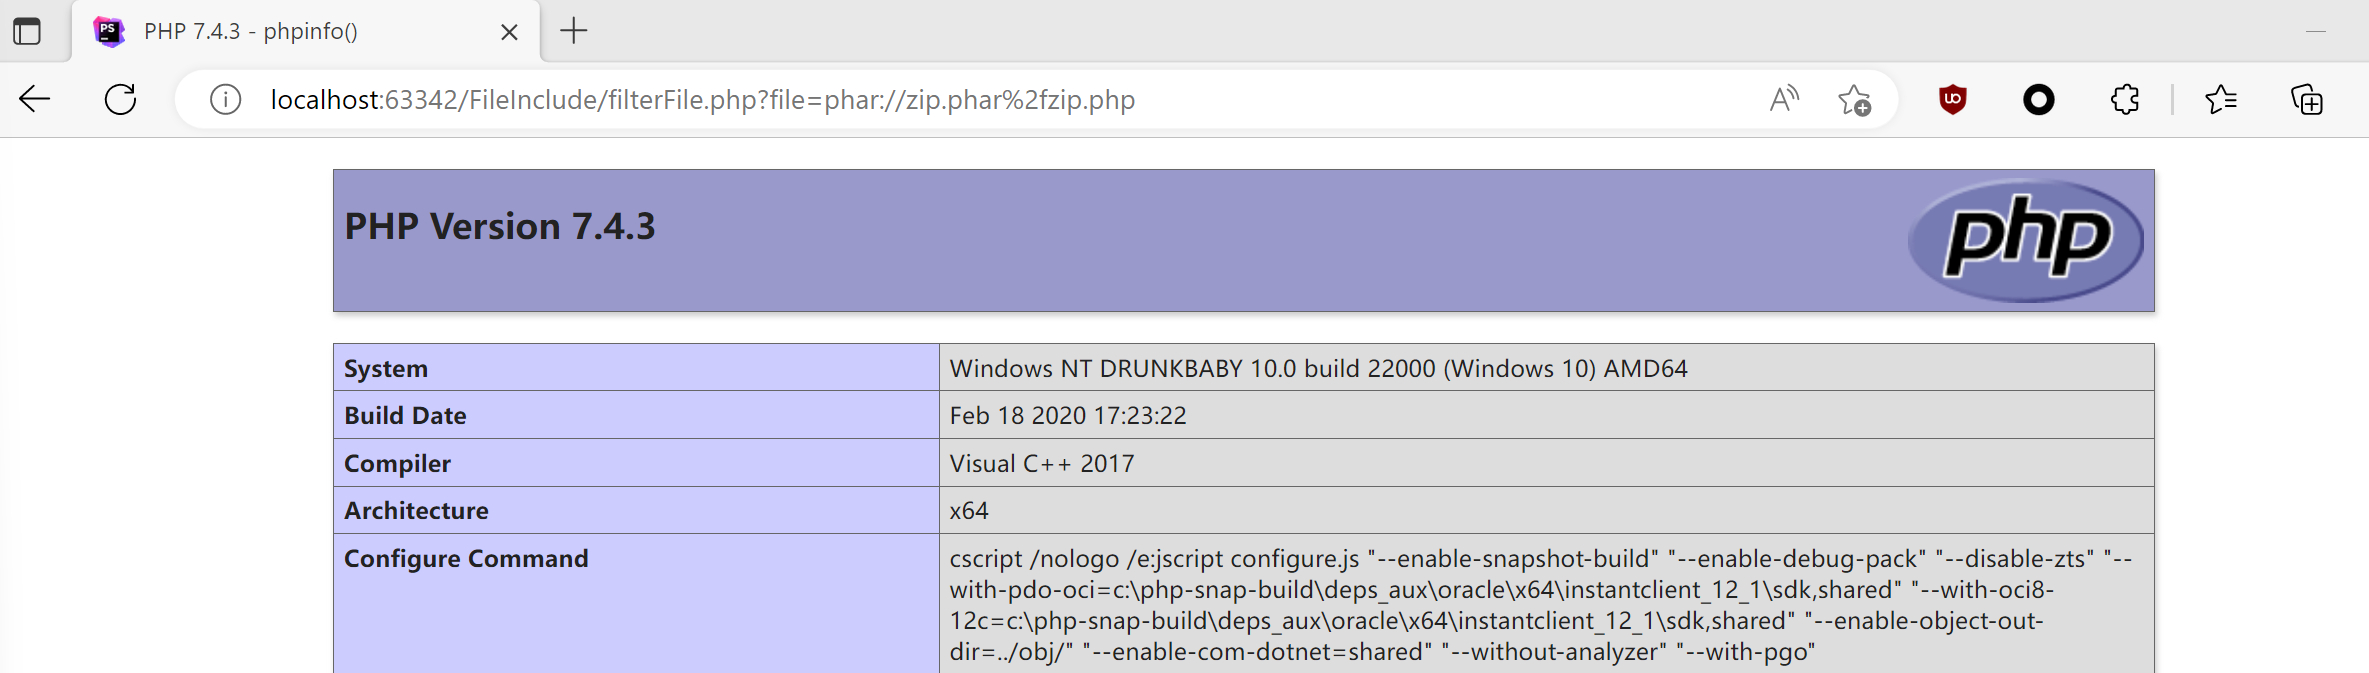 PHP 7.4.3 - phpinfo()
localhost:63342/FileInclude/filterFile.php?file=phar://zip.phar%2fzip.php
PHP Version 7.4.3
php
System Windows NT DRUNKBABY 10.0 build 22000 (Windows 10) AMD64
Build Date Feb 18 2020 17:23:22
Compiler Visual C++ 2017
Architecture x64
Configure Command cscript /nologo /e:jscript configure.js "--enable-snapshot-build" "--enable-debug-pack" "--disable-zts" "--
with-pdo-oci=c:\php-snap-build\deps_aux\oracle\x64\instantclient_12_1\sdk,shared" "--with-oci8-
12c=c:\php-snap-build\deps_aux\oracle\x64\instantclient_12_1\sdk,shared" "--enable-object-out-
dir=../obj/" "--enable-com-dotnet=shared" "--without-analyzer" "--with-pgo"